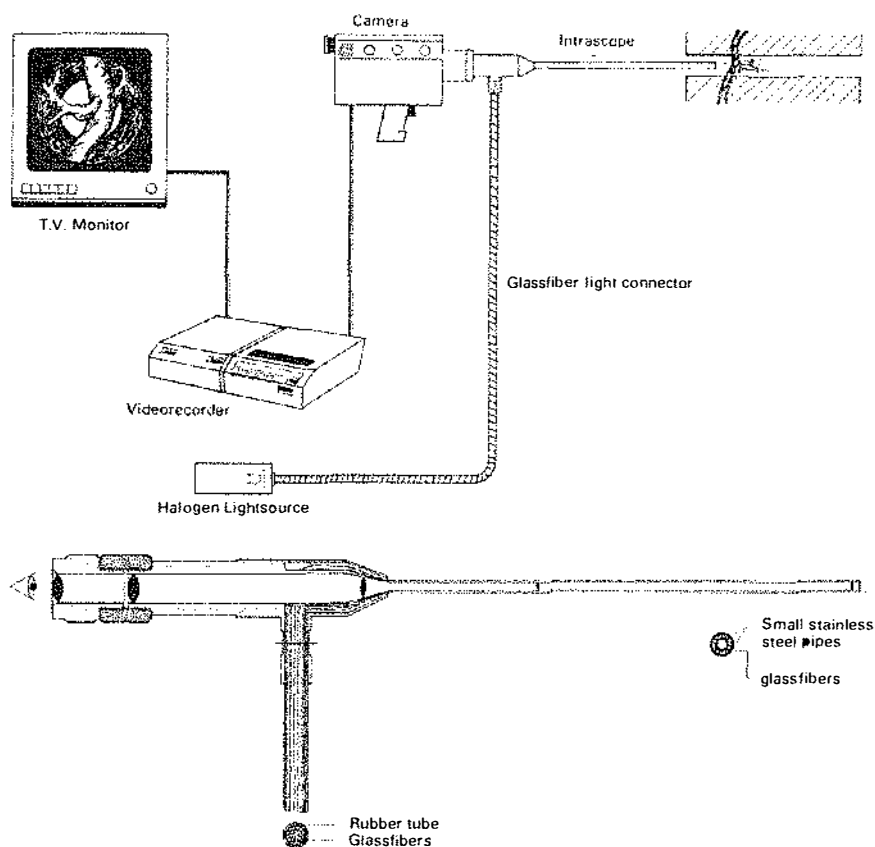 Camera
Intrascope
T.V. Monitor
Glassfiber light connector
Videorecorder
Halogen Lightsource
Small stainless
steel pipes
glassfibers
Rubber tube
Glassfibers